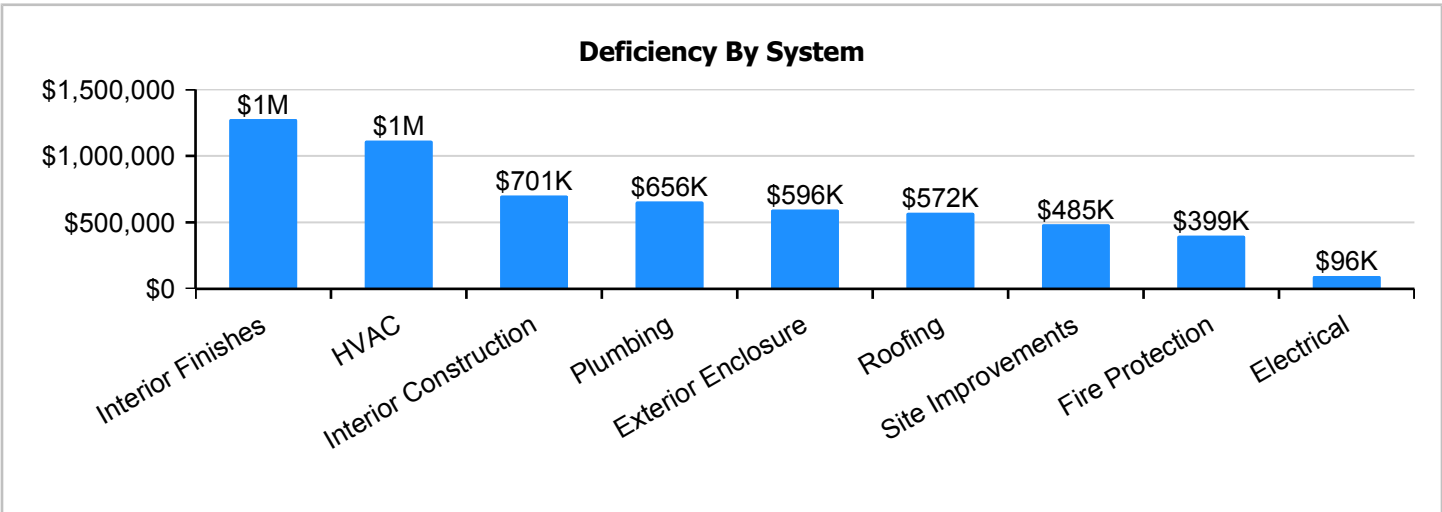 Deficiency By System
$1,500,000
$1,000,000
$500,000
$0
$1M
$1M
$701K
$656K
$596K
$572K
$485K
$399K
$96K
Interior Finishes
HVAC
Interior Construction
Plumbing
Exterior Enclosure
Roofing
Site Improvements
Fire Protection
Electrical